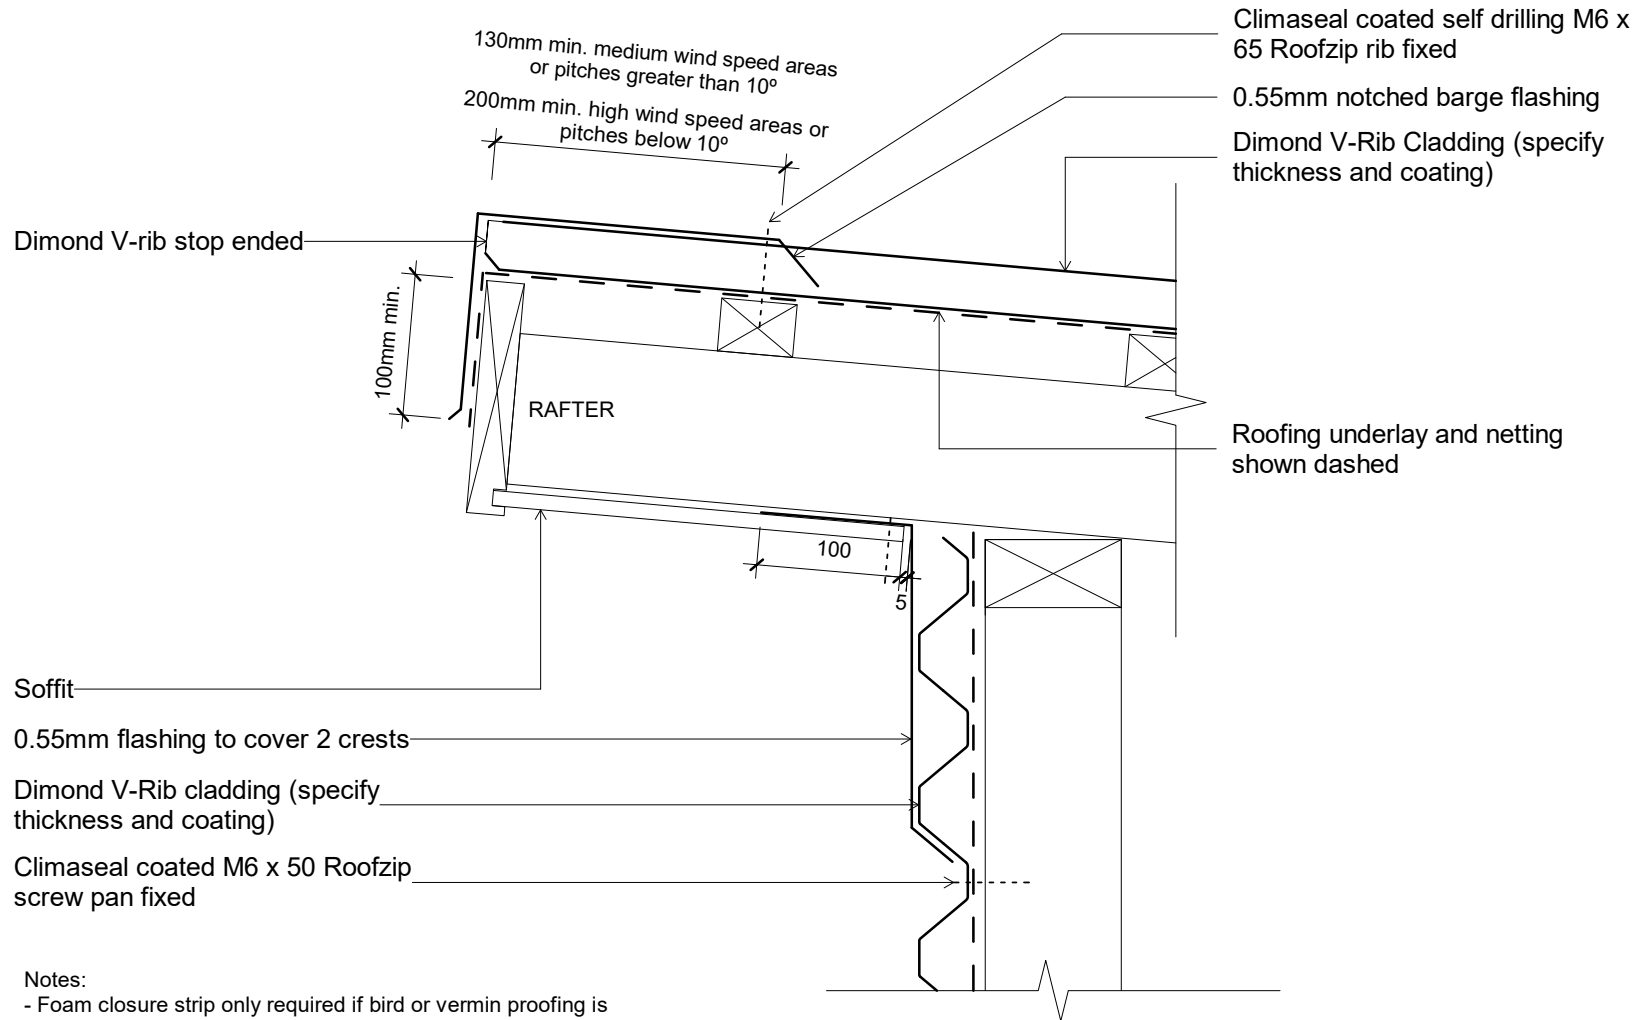 130mm min. medium wind speed areas
or pitches greater than 10º
200mm min. high wind speed areas or
pitches below 10º
Climaseal coated self drilling M6 x
65 Roofzip rib fixed
0.55mm notched barge flashing
Dimond V-Rib Cladding (specify
thickness and coating)
Dimond V-rib stop ended
100mm min.
RAFTER
Roofing underlay and netting
shown dashed
100
5
Soffit
0.55mm flashing to cover 2 crests
Dimond V-Rib cladding (specify
thickness and coating)
Climaseal coated M6 x 50 Roofzip
screw pan fixed
Notes:
- Foam closure strip only required if bird or vermin proofing is